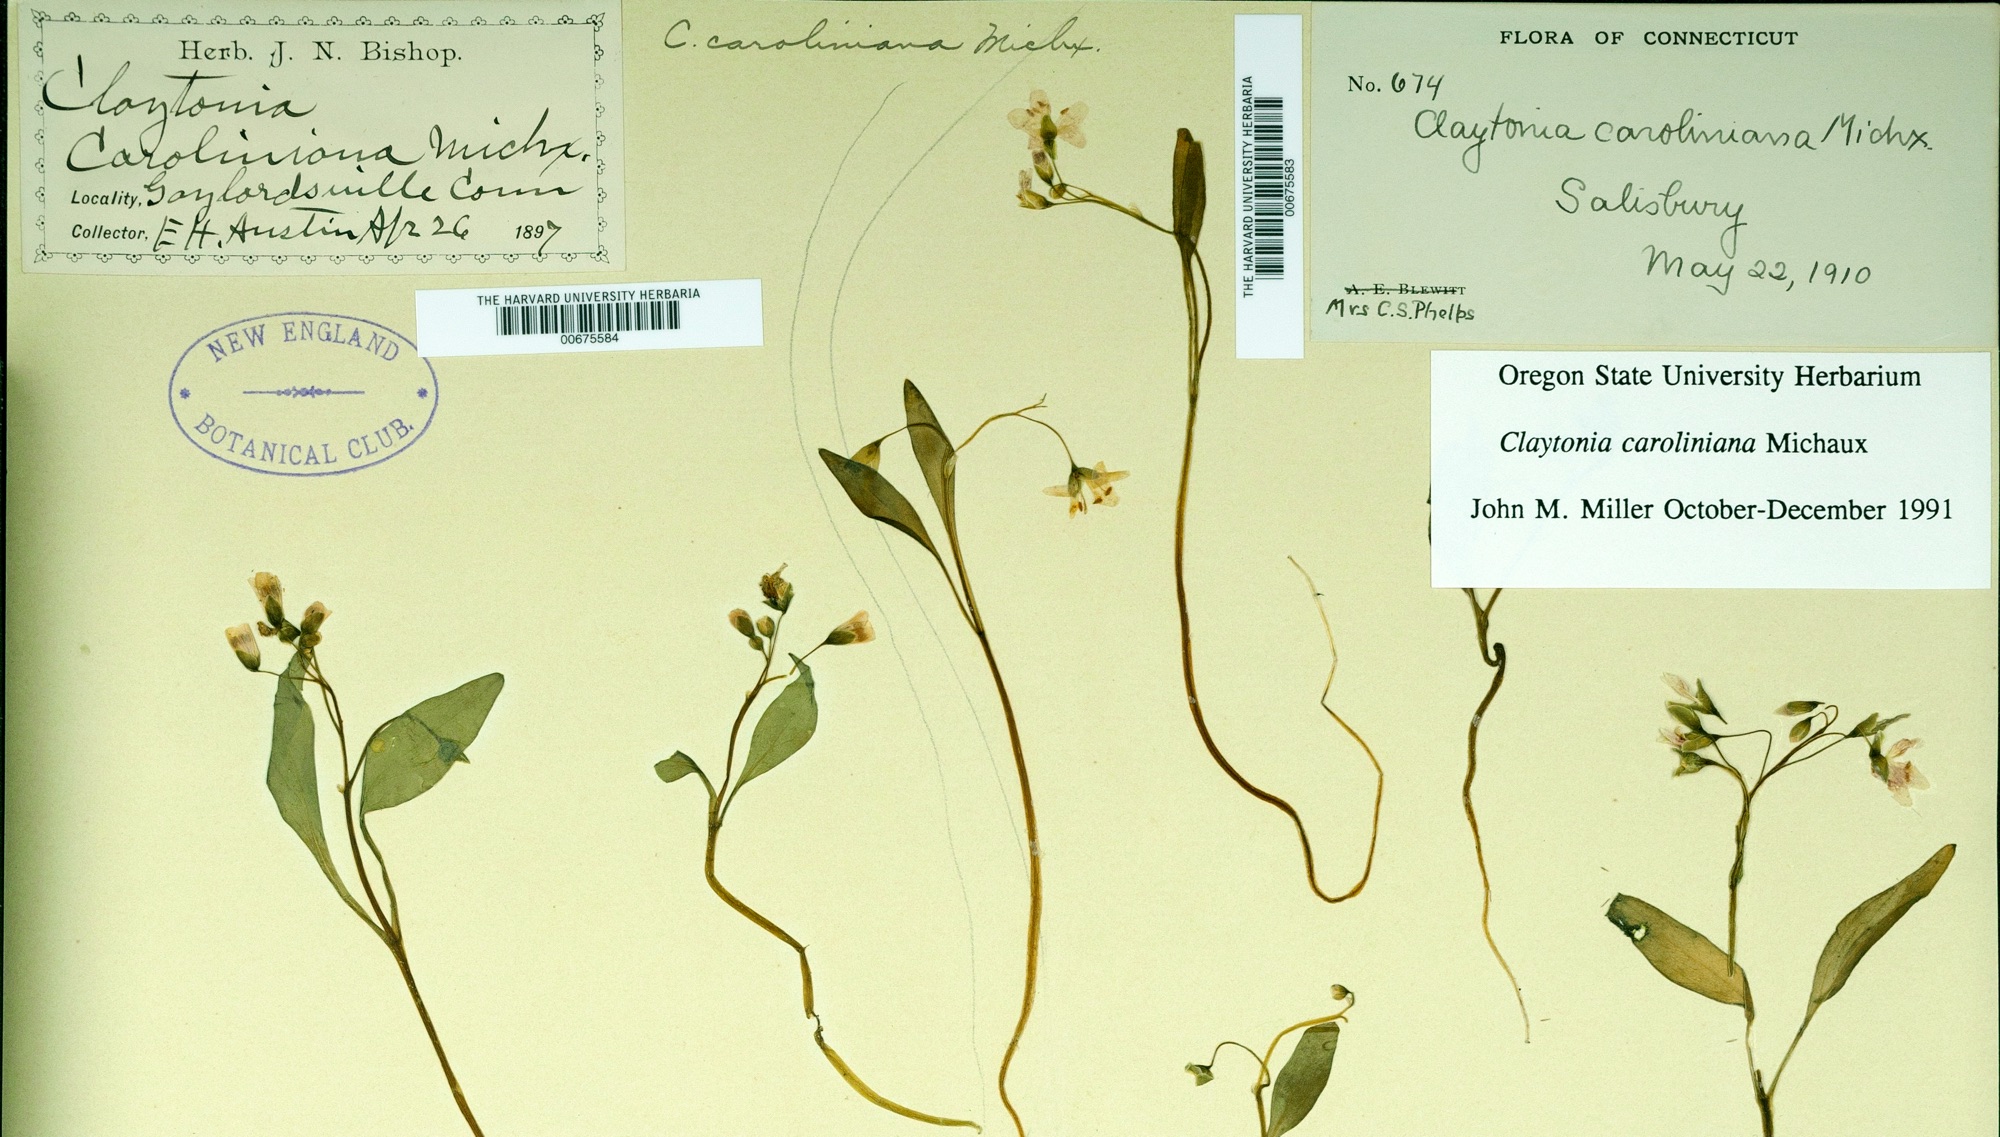 Herb. J. N. Bishop.
Claytonia
Caroliniana Michx.
Locality, Gaylordsville Conn
Collector, E H. Austin Apr 26 1897
C. caroliniana Michx.
NEW ENGLAND
BOTANICAL CLUB.
THE HARVARD UNIVERSITY HERBARIA
00675584
THE HARVARD UNIVERSITY HERBARIA
00675583
FLORA OF CONNECTICUT
No. 674
Claytonia caroliniana Michx.
Salisbury
May 22, 1910
A. E. BLEWITT
Mrs C.S. Phelps
Oregon State University Herbarium
Claytonia caroliniana Michaux
John M. Miller October-December 1991